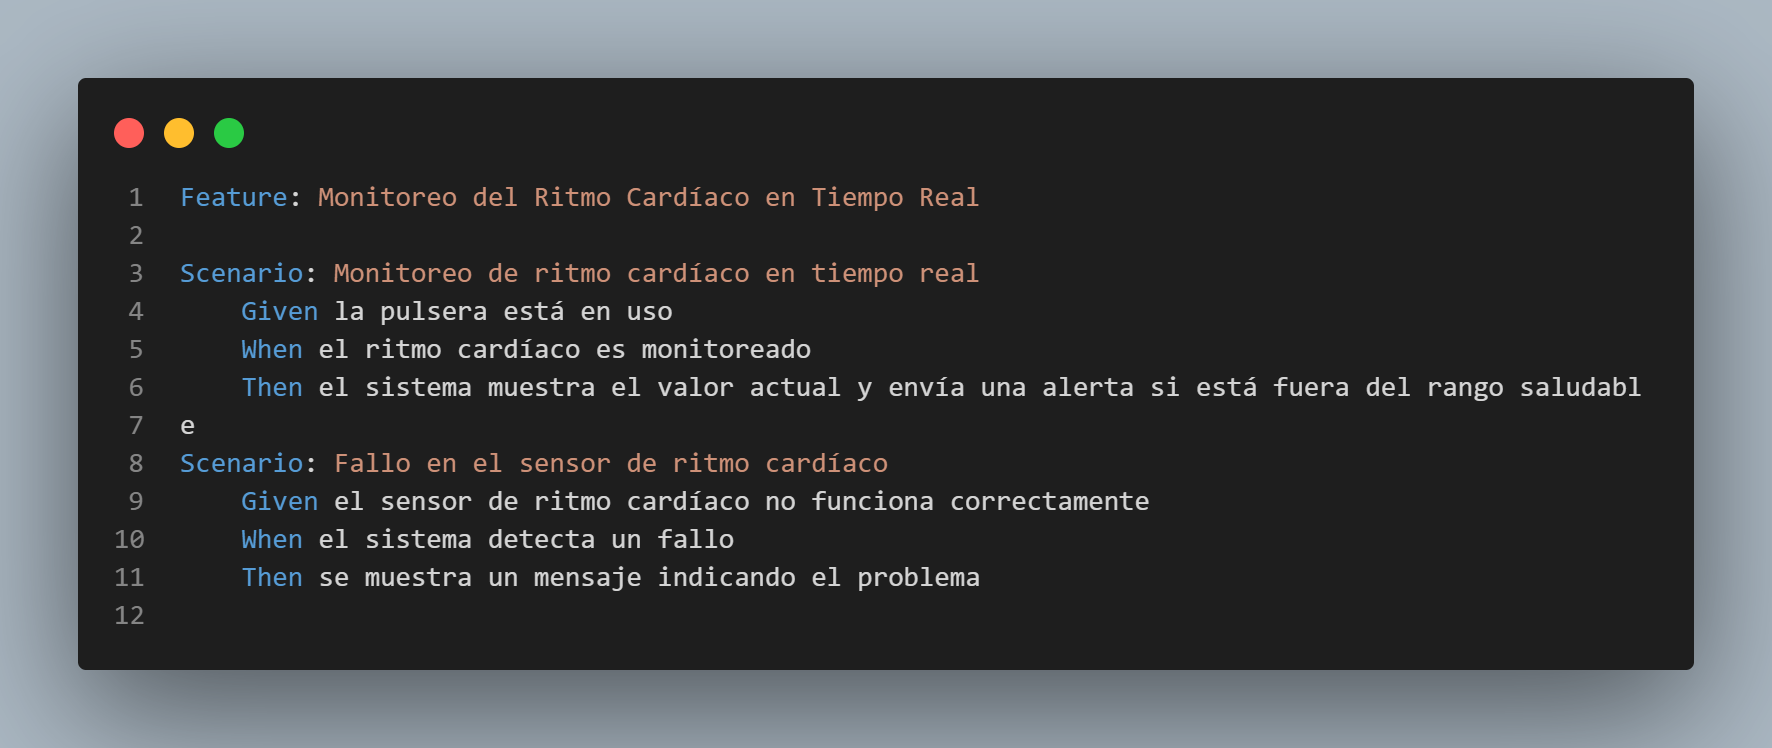 1 Feature: Monitoreo del Ritmo Cardíaco en Tiempo Real
2
3 Scenario: Monitoreo de ritmo cardíaco en tiempo real
4 Given la pulsera está en uso
5 When el ritmo cardíaco es monitoreado
6 Then el sistema muestra el valor actual y envía una alerta si está fuera del rango saludabl
7 e
8 Scenario: Fallo en el sensor de ritmo cardíaco
9 Given el sensor de ritmo cardíaco no funciona correctamente
10 When el sistema detecta un fallo
11 Then se muestra un mensaje indicando el problema
12